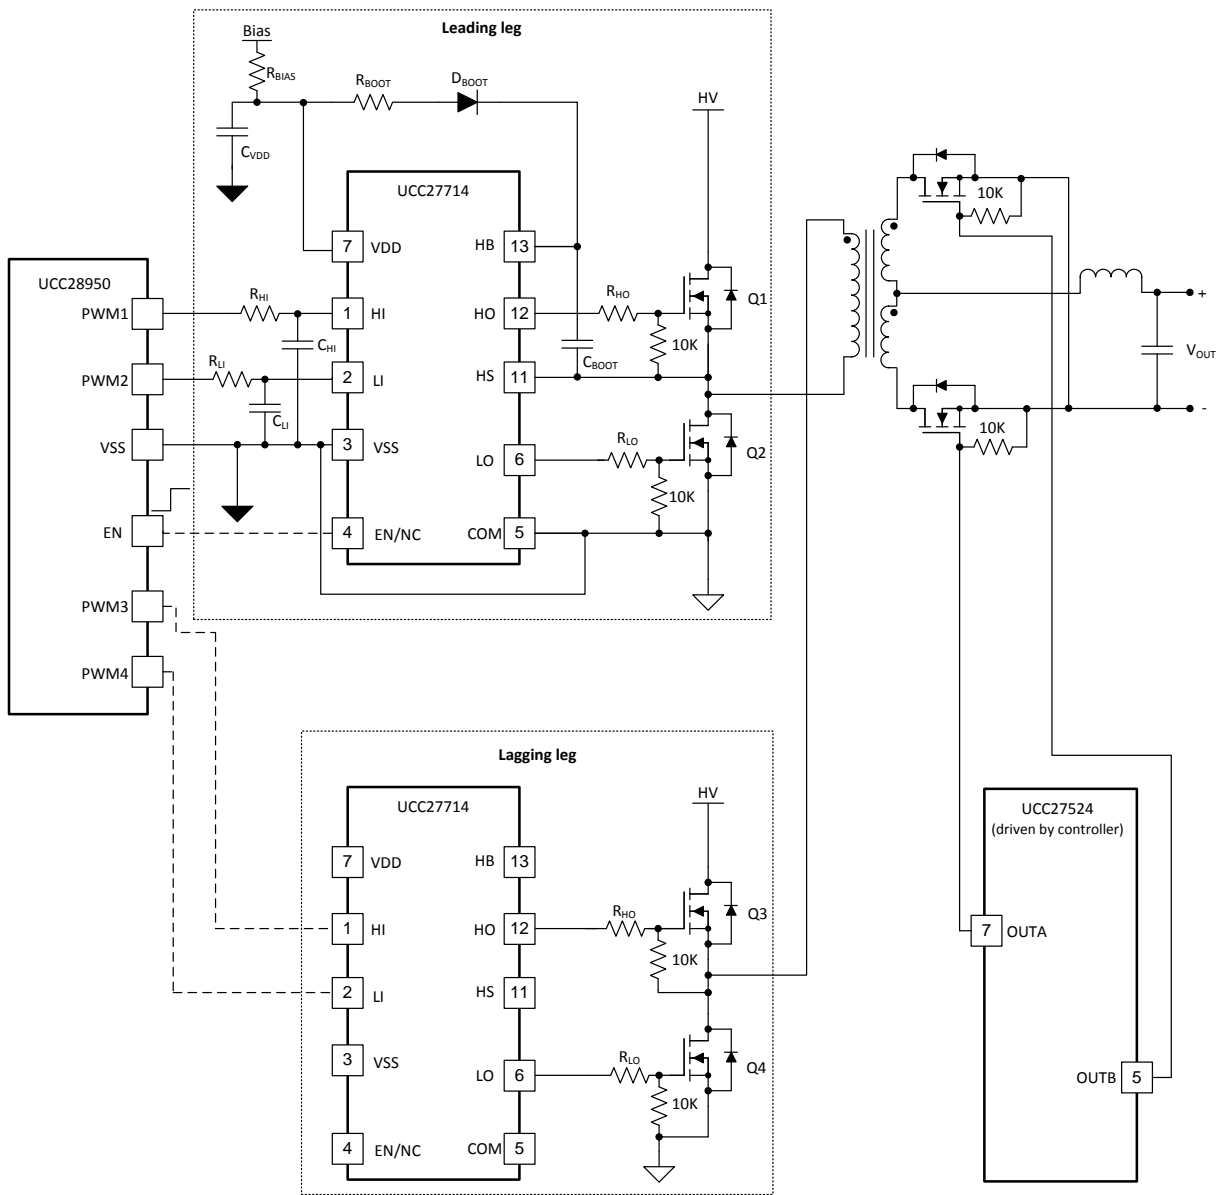 Leading leg
Bias
RBIAS
RBOOT
DBOOT
HV
CVDD
UCC27714
7 VDD HB 13
UCC28950
PWM1
RHI
1 HI HO 12
RHO
Q1
CHI
10K
CBOOT
PWM2
RLI
2 LI HS 11
CLI
VSS
3 VSS LO 6
RLO
Q2
10K
EN
4 EN/NC COM 5
PWM3
PWM4
10K
+
VOUT
-
10K
Lagging leg
HV
UCC27714
7 VDD HB 13
1 HI HO 12
RHO
Q3
10K
2 LI HS 11
3 VSS LO 6
RLO
Q4
10K
4 EN/NC COM 5
UCC27524
(driven by controller)
7 OUTA
OUTB 5